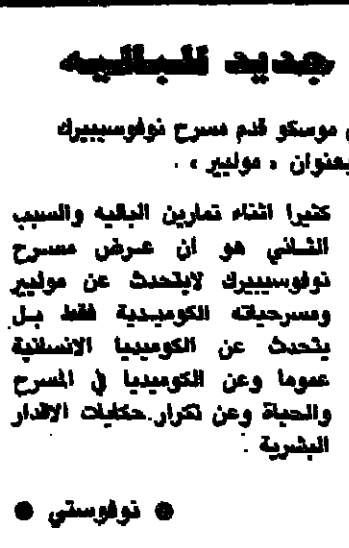 جديد للباليه
موسكو قدم مسرح نوفوسيبيرك
بعنوان « موليير » .
كثيرا اثناء تمارين الباليه والسبب
الثاني هو ان عرض مسرح
نوفوسيبيرك لايتحدث عن موليير
ومسرحياته الكوميدية فقط بل
يتحدث عن الكوميديا الانسانية
عموما وعن الكوميديا في المسرح
والحياة وعن تكرار حكايات الاقدار
البشرية .
● نوفوستي ●